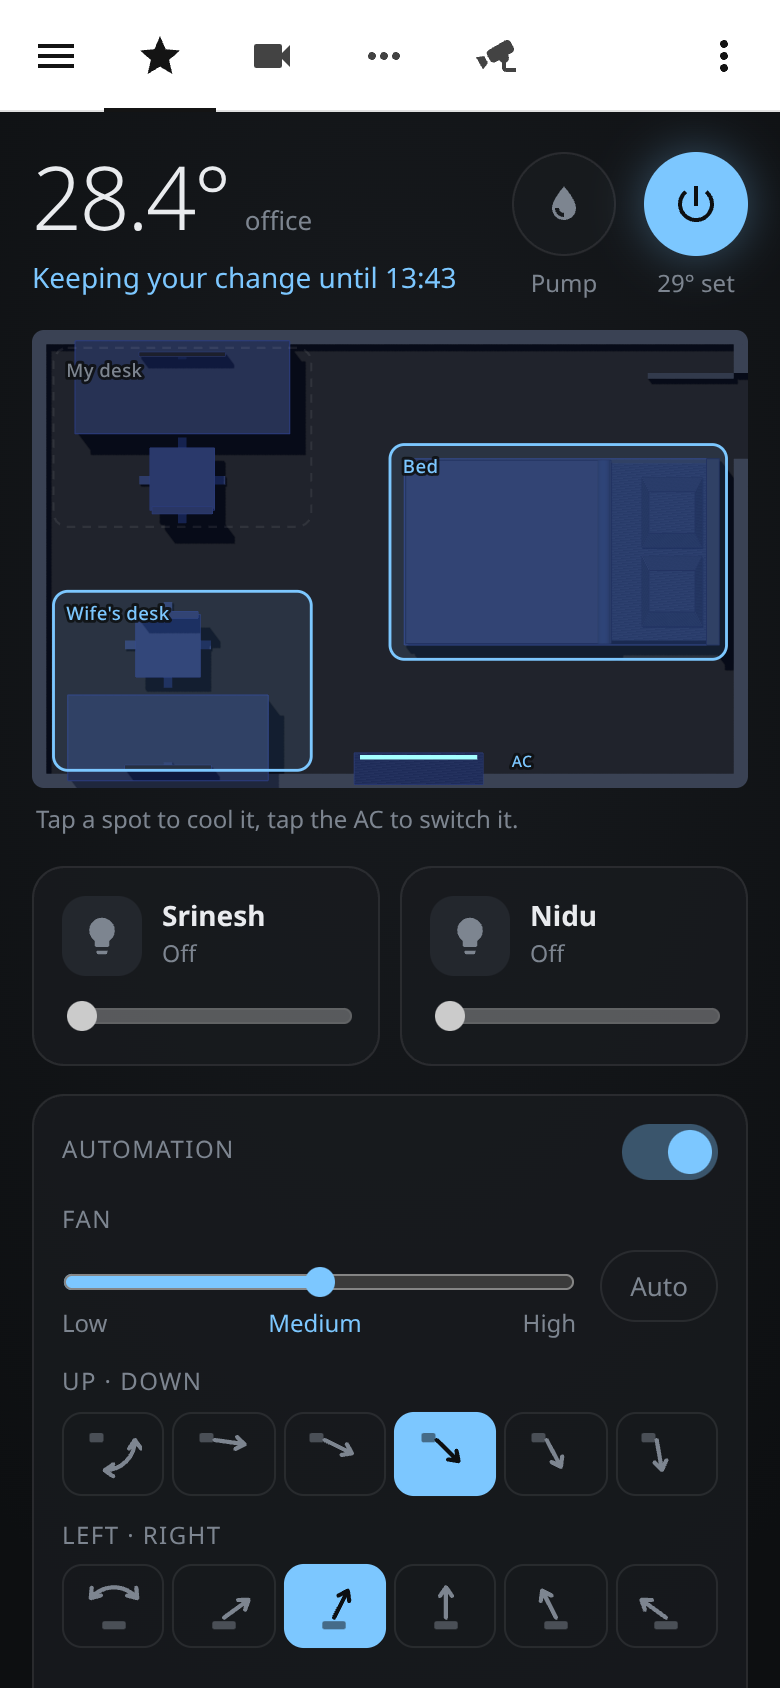 28.4° office
Keeping your change until 13:43
Pump
29° set
My desk
Bed
Wife's desk
AC
Tap a spot to cool it, tap the AC to switch it.
Srinesh
Off
Nidu
Off
AUTOMATION
FAN
Auto
Low Medium High
UP · DOWN
LEFT · RIGHT